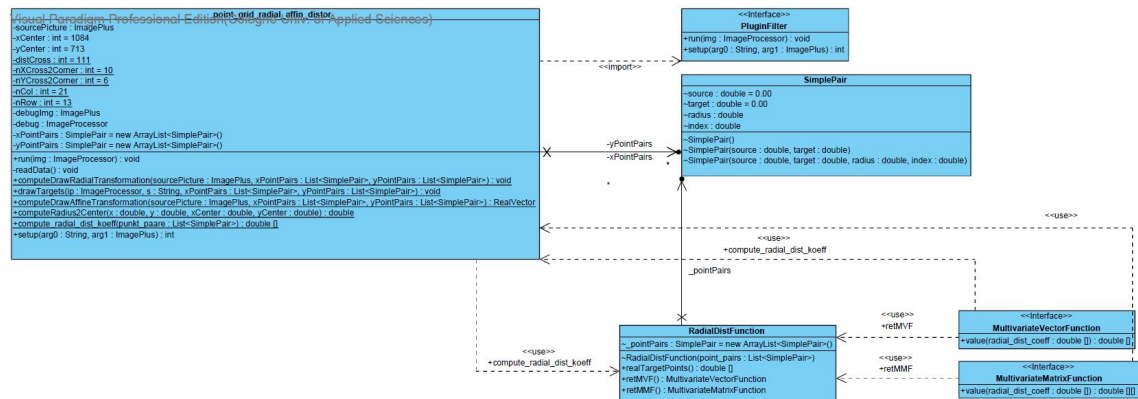 Visual Paradigm Professional Edition(Cologne Univ. of Applied Sciences)
point_grid_radial_affin_distor
-sourcePicture : ImagePlus
-xCenter : int = 1084
-yCenter : int = 713
-distCross : int = 111
-nXCross2Corner : int = 10
-nYCross2Corner : int = 6
-nCol : int = 21
-nRow : int = 13
-debugImg : ImagePlus
-debug : ImageProcessor
-xPointPairs : SimplePair = new ArrayList<SimplePair>()
-yPointPairs : SimplePair = new ArrayList<SimplePair>()
+run(img : ImageProcessor) : void
-readData() : void
+computeDrawRadialTransformation(sourcePicture : ImagePlus, xPointPairs : List<SimplePair>, yPointPairs : List<SimplePair>) : void
+drawTargets(ip : ImageProcessor, s : String, xPointPairs : List<SimplePair>, yPointPairs : List<SimplePair>) : void
+computeDrawAffineTransformation(sourcePicture : ImagePlus, xPointPairs : List<SimplePair>, yPointPairs : List<SimplePair>) : RealVector
+computeRadius2Center(x : double, y : double, xCenter : double, yCenter : double) : double
+compute_radial_dist_koeff(punkt_paare : List<SimplePair>) : double []
+setup(arg0 : String, arg1 : ImagePlus) : int
<<Interface>>
PluginFilter
+run(img : ImageProcessor) : void
+setup(arg0 : String, arg1 : ImagePlus) : int
<<import>>
SimplePair
~source : double = 0.00
~target : double = 0.00
~radius : double
~index : double
~SimplePair()
~SimplePair(source : double, target : double)
~SimplePair(source : double, target : double, radius : double, index : double)
-yPointPairs
-xPointPairs
*
*
<<use>>
<<use>>
+compute_radial_dist_koeff
_pointPairs
<<use>>
+compute_radial_dist_koeff
RadialDistFunction
~_pointPairs : SimplePair = new ArrayList<SimplePair>()
~RadialDistFunction(point_pairs : List<SimplePair>)
+realTargetPoints() : double []
+retMVF() : MultivariateVectorFunction
+retMMF() : MultivariateMatrixFunction
<<use>>
+retMVF
<<use>>
+retMMF
<<Interface>>
MultivariateVectorFunction
+value(radial_dist_coeff : double []) : double []
<<Interface>>
MultivariateMatrixFunction
+value(radial_dist_coeff : double []) : double [][]